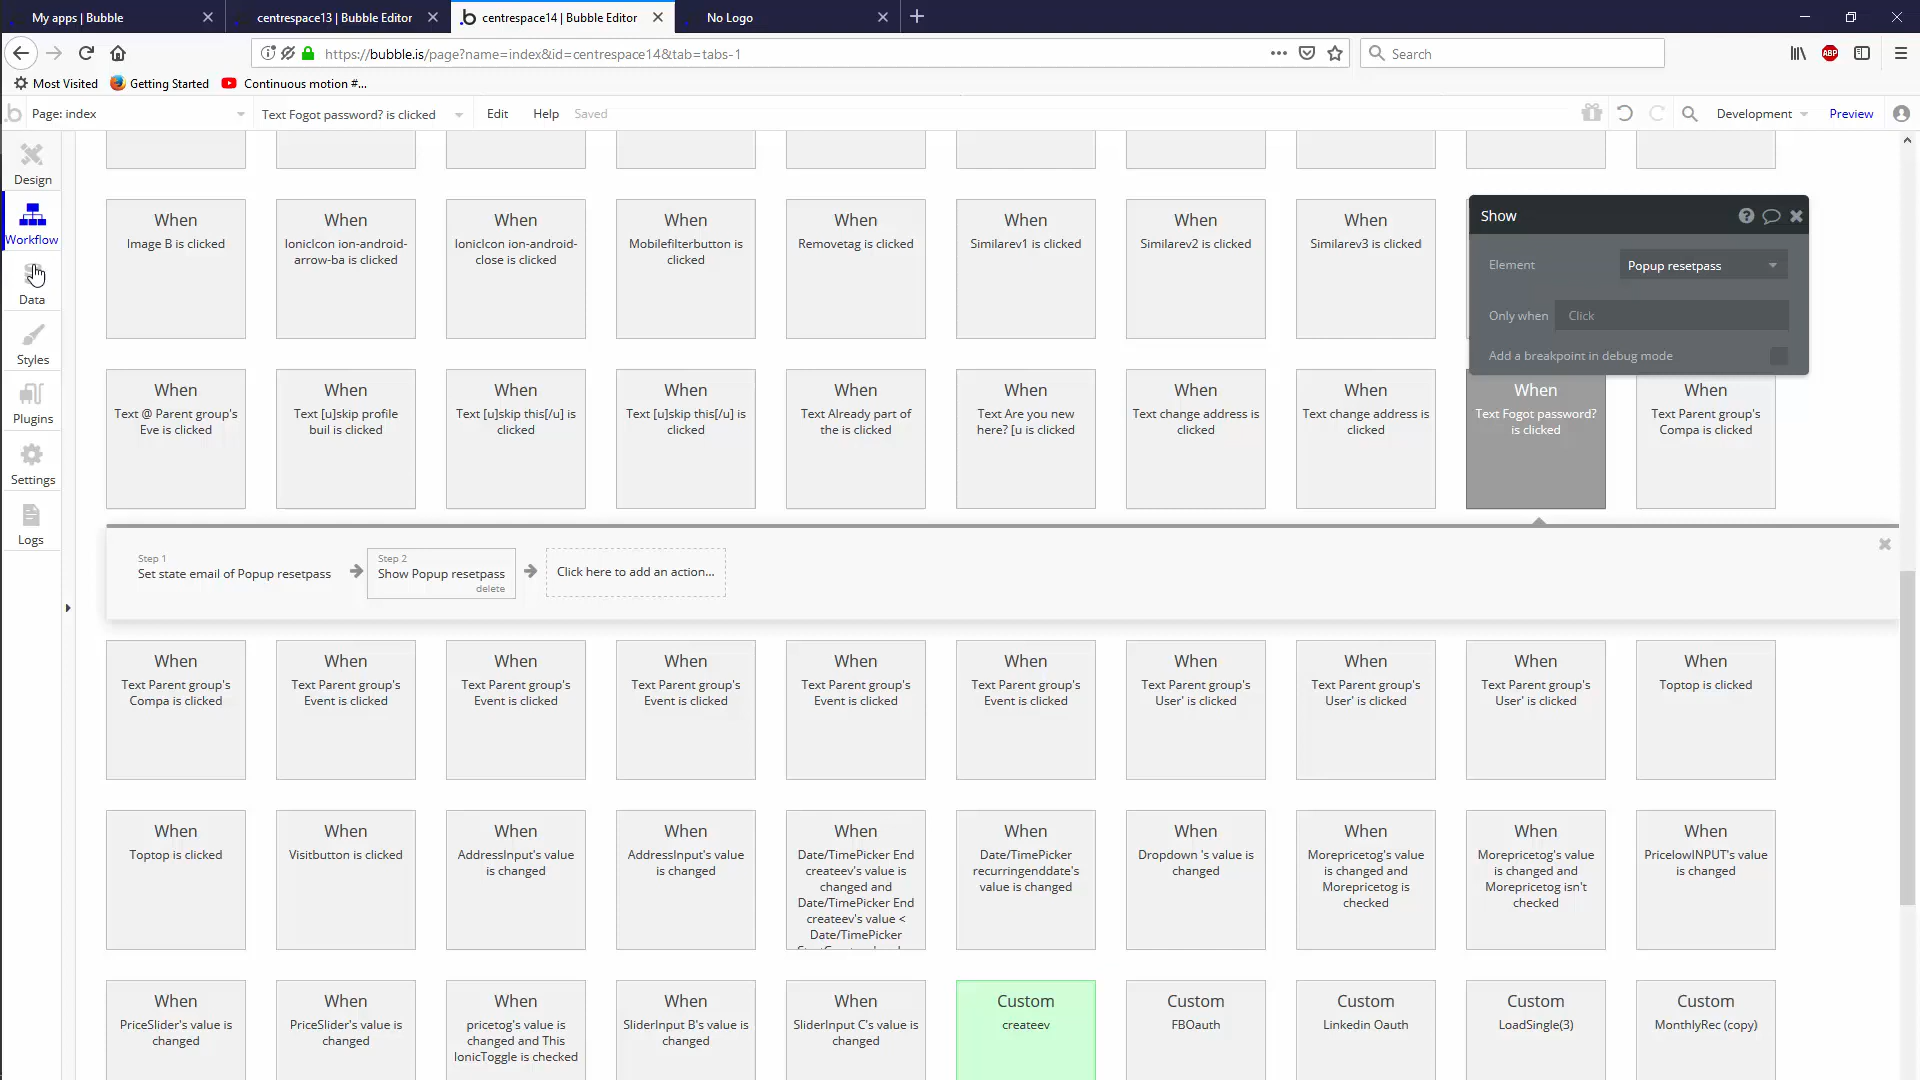 My apps | Bubble
centrespace13 | Bubble Editor
centrespace14 | Bubble Editor
No Logo
https://bubble.is/page?name=index&id=centrespace14&tab=tabs-1
Search
ABP
Most Visited
Getting Started
Continuous motion #...
Page: index
Text Fogot password? is clicked
Edit
Help
Saved
Development
Preview
Design
Workflow
Data
Styles
Plugins
Settings
Logs
When
Image B is clicked
When
IonicIcon ion-android-
arrow-ba is clicked
When
IonicIcon ion-android-
close is clicked
When
Mobilefilterbutton is
clicked
When
Removetag is clicked
When
Similarev1 is clicked
When
Similarev2 is clicked
When
Similarev3 is clicked
Show
Element
Popup resetpass
Only when
Click
Add a breakpoint in debug mode
When
Text @ Parent group's
Eve is clicked
When
Text [u]skip profile
buil is clicked
When
Text [u]skip this[/u] is
clicked
When
Text [u]skip this[/u] is
clicked
When
Text Already part of
the is clicked
When
Text Are you new
here? [u is clicked
When
Text change address is
clicked
When
Text change address is
clicked
When
Text Fogot password?
is clicked
When
Text Parent group's
Compa is clicked
Step 1
Set state email of Popup resetpass
Step 2
Show Popup resetpass
delete
Click here to add an action...
When
Text Parent group's
Compa is clicked
When
Text Parent group's
Event is clicked
When
Text Parent group's
Event is clicked
When
Text Parent group's
Event is clicked
When
Text Parent group's
Event is clicked
When
Text Parent group's
Event is clicked
When
Text Parent group's
User' is clicked
When
Text Parent group's
User' is clicked
When
Text Parent group's
User' is clicked
When
Toptop is clicked
When
Toptop is clicked
When
Visitbutton is clicked
When
AddressInput's value
is changed
When
AddressInput's value
is changed
When
Date/TimePicker End
createev's value is
changed and
Date/TimePicker End
createev's value <
Date/TimePicker
When
Date/TimePicker
recurringenddate's
value is changed
When
Dropdown 's value is
changed
When
Morepricetog's value
is changed and
Morepricetog is
checked
When
Morepricetog's value
is changed and
Morepricetog isn't
checked
When
PricelowINPUT's value
is changed
When
PriceSlider's value is
changed
When
PriceSlider's value is
changed
When
pricetog's value is
changed and This
IonicToggle is checked
When
SliderInput B's value is
changed
When
SliderInput C's value is
changed
Custom
createev
Custom
FBOauth
Custom
Linkedin Oauth
Custom
LoadSingle(3)
Custom
MonthlyRec (copy)